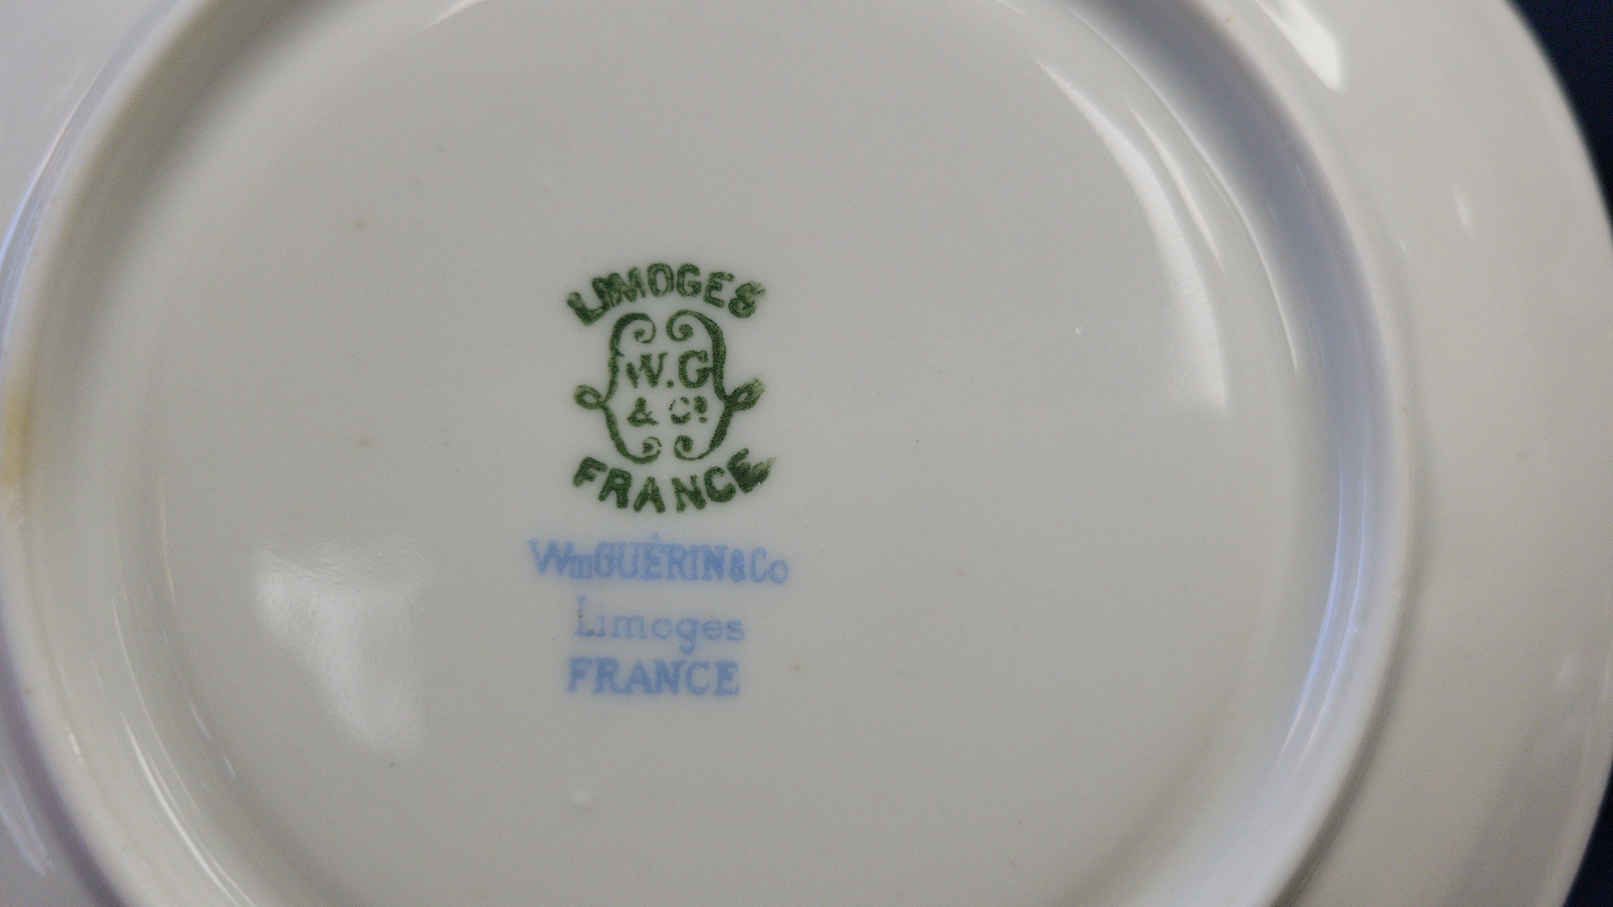 LIMOGES
W.G
& Co
FRANCE
WmGUÉRIN&Co
Limoges
FRANCE